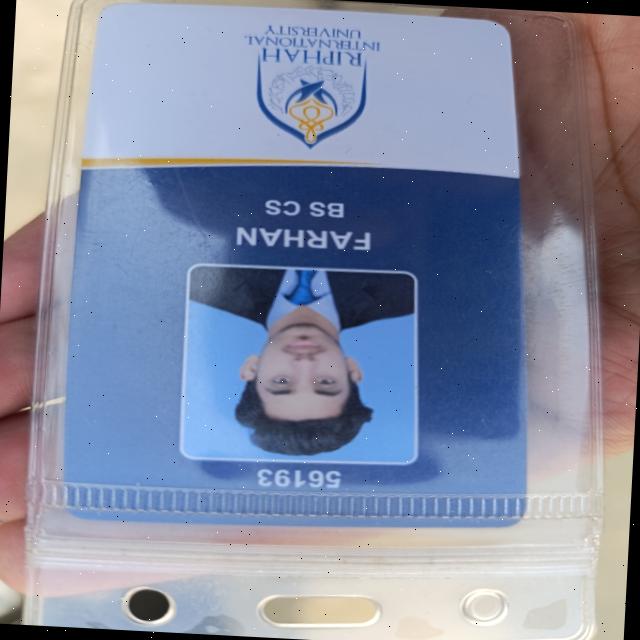 56193
FARHAN
BS CS
RIPHAH
INTERNATIONAL
UNIVERSITY